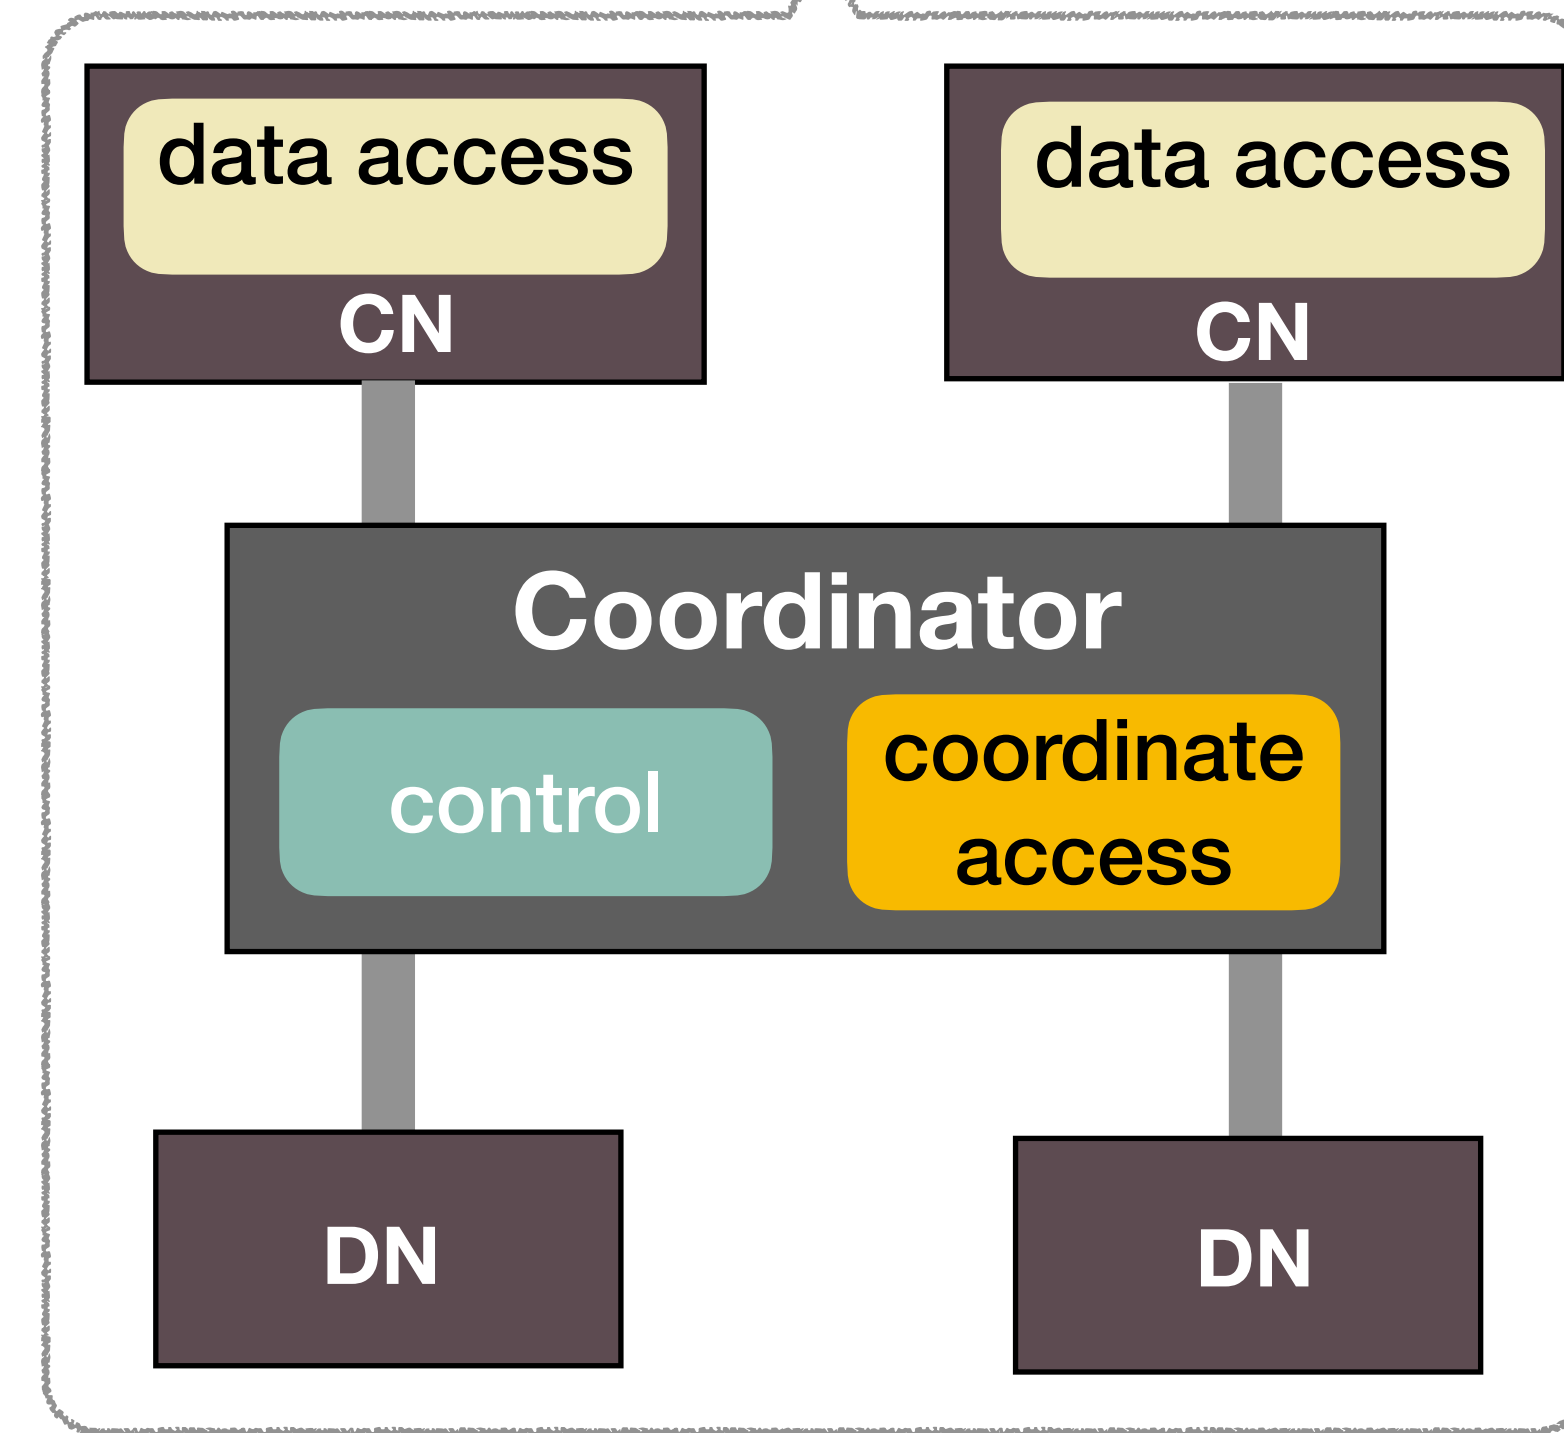 data access
data access
CN
CN
Coordinator
control
coordinate
access
DN
DN